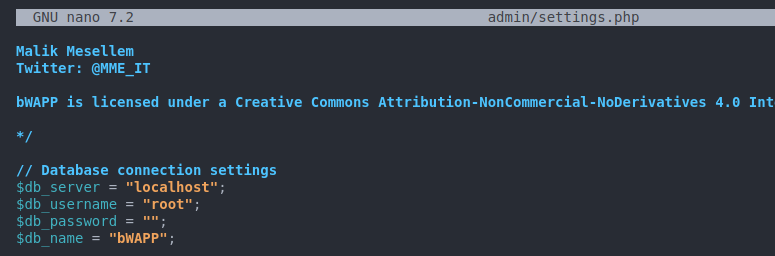 GNU nano 7.2 admin/settings.php
Malik Mesellem
Twitter: @MME_IT
bWAPP is licensed under a Creative Commons Attribution-NonCommercial-NoDerivatives 4.0 Int
*/
// Database connection settings
$db_server = "localhost";
$db_username = "root";
$db_password = "";
$db_name = "bWAPP";